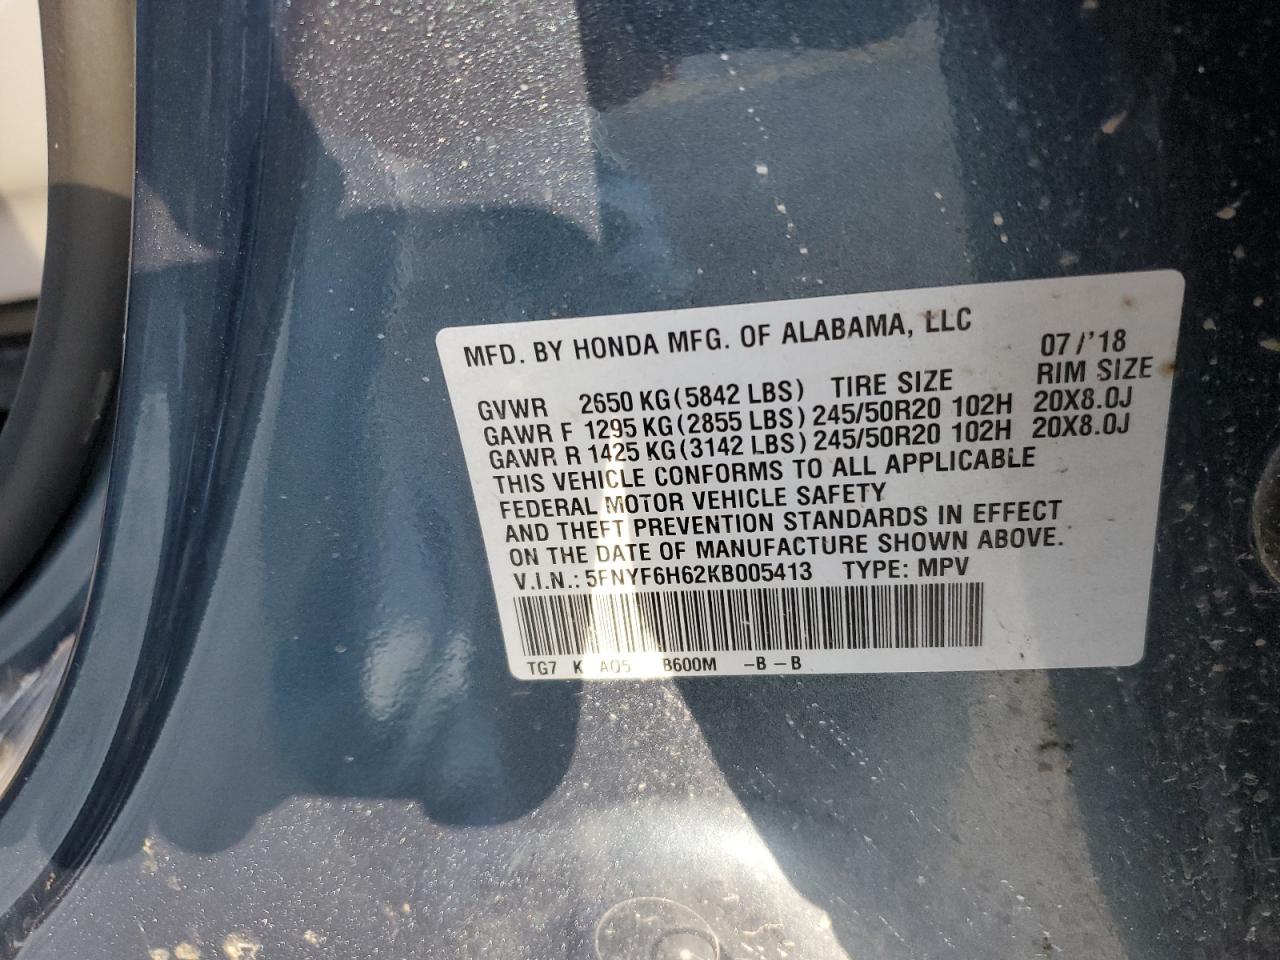 MFD. BY HONDA MFG. OF ALABAMA, LLC 07/'18
GVWR 2650 KG(5842 LBS) TIRE SIZE RIM SIZE
GAWR F 1295 KG(2855 LBS) 245/50R20 102H 20X8.0J
GAWR R 1425 KG(3142 LBS) 245/50R20 102H 20X8.0J
THIS VEHICLE CONFORMS TO ALL APPLICABLE
FEDERAL MOTOR VEHICLE SAFETY
AND THEFT PREVENTION STANDARDS IN EFFECT
ON THE DATE OF MANUFACTURE SHOWN ABOVE.
V.I.N.: 5FNYF6H62KB005413 TYPE: MPV
TG7 A05 B600M -B-B